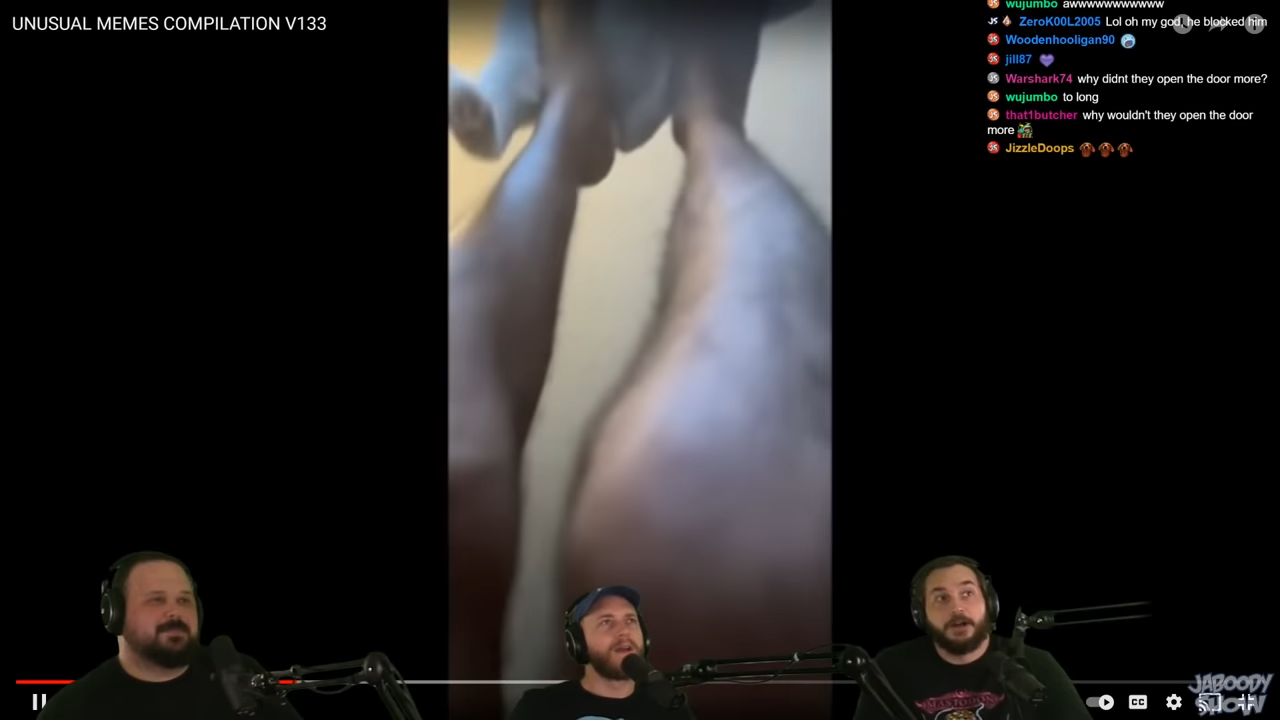 UNUSUAL MEMES COMPILATION V133
wujumbo awwwwwwwwwww
ZeroK00L2005 Lol oh my god, he blocked him
Woodenhooligan90
jill87
Warshark74 why didnt they open the door more?
wujumbo to long
that1butcher why wouldn't they open the door
more
JizzleDoops
CC
JABOODY
SHOW